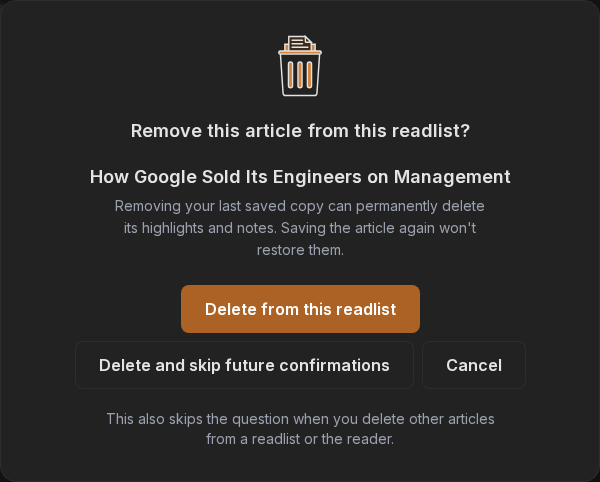 Remove this article from this readlist?
How Google Sold Its Engineers on Management
Removing your last saved copy can permanently delete
its highlights and notes. Saving the article again won't
restore them.
Delete from this readlist
Delete and skip future confirmations
Cancel
This also skips the question when you delete other articles
from a readlist or the reader.